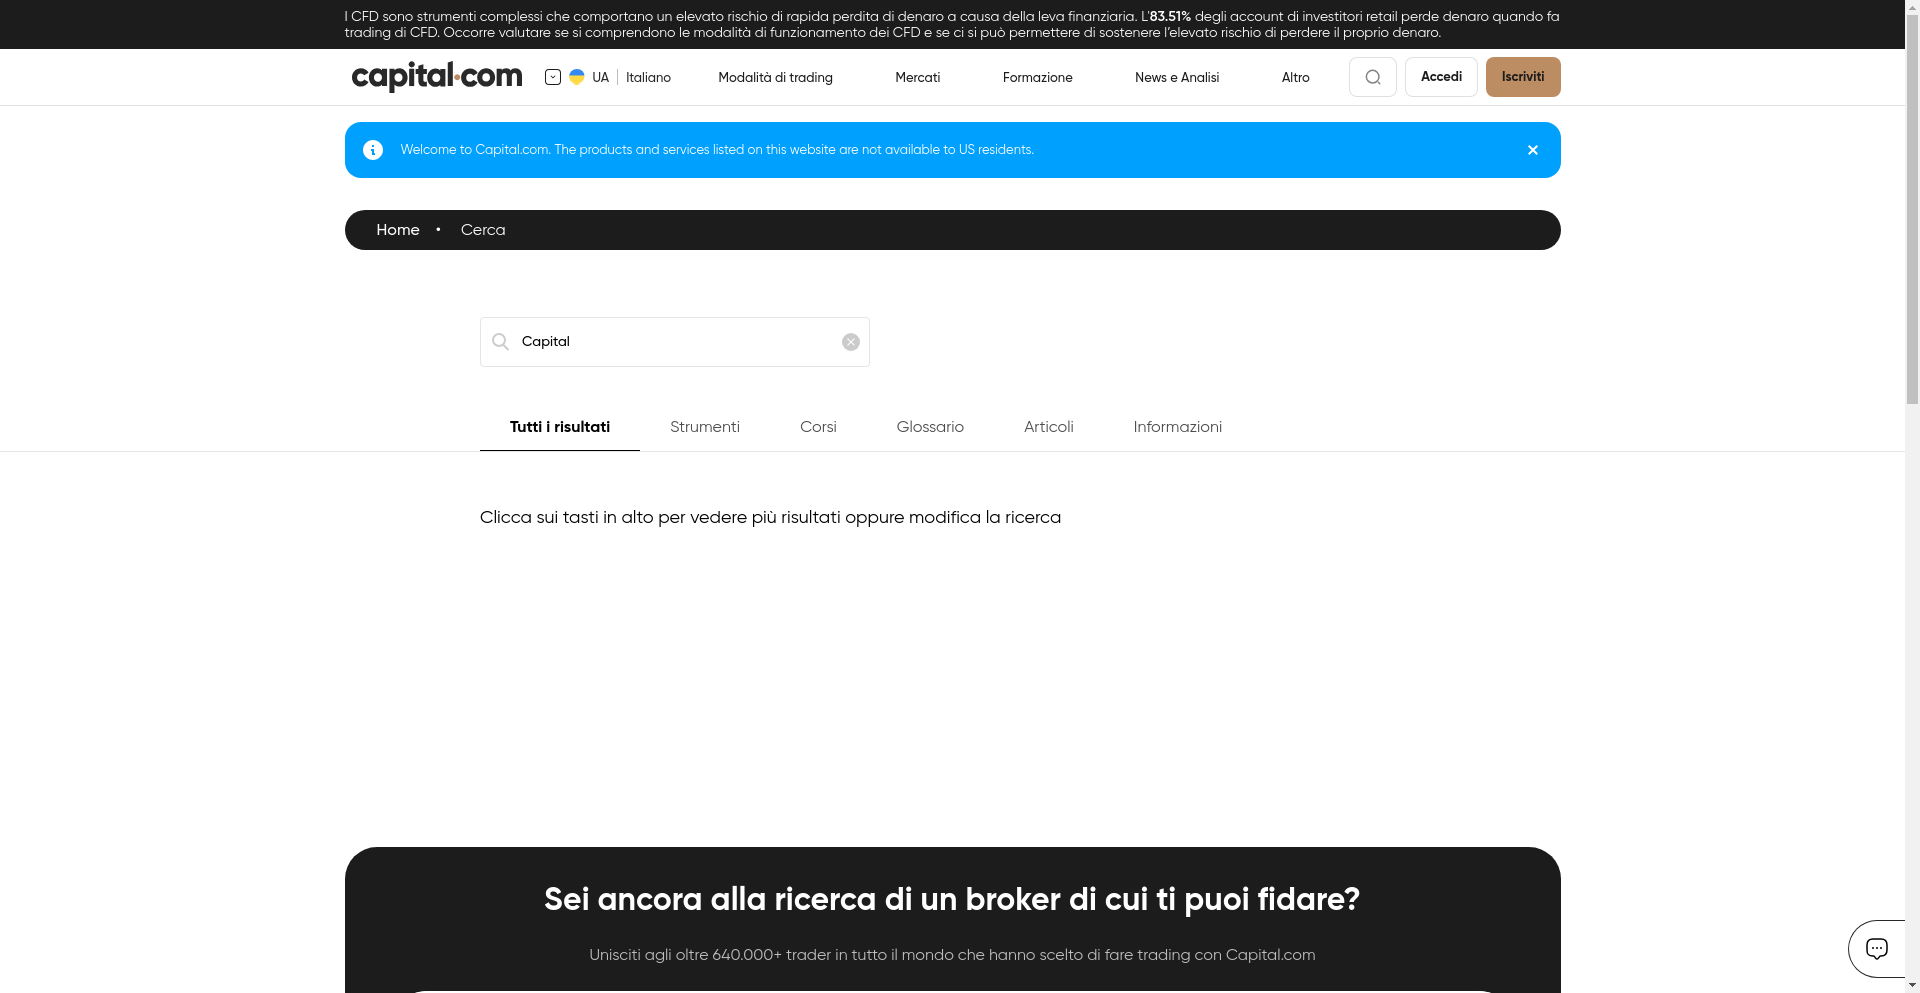 I CFD sono strumenti complessi che comportano un elevato rischio di rapida perdita di denaro a causa della leva finanziaria. L'83.51% degli account di investitori retail perde denaro quando fa
trading di CFD. Occorre valutare se si comprendono le modalità di funzionamento dei CFD e se ci si può permettere di sostenere l'elevato rischio di perdere il proprio denaro.
capital.com
UA
Italiano
Modalità di trading
Mercati
Formazione
News e Analisi
Altro
Accedi
Iscriviti
Welcome to Capital.com. The products and services listed on this website are not available to US residents.
Home • Cerca
Capital
Tutti i risultati
Strumenti
Corsi
Glossario
Articoli
Informazioni
Clicca sui tasti in alto per vedere più risultati oppure modifica la ricerca
Sei ancora alla ricerca di un broker di cui ti puoi fidare?
Unisciti agli oltre 640.000+ trader in tutto il mondo che hanno scelto di fare trading con Capital.com